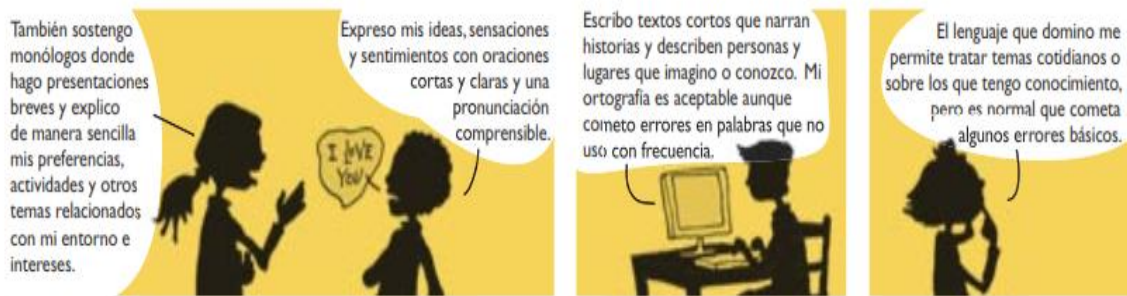 También sostengo
monólogos donde
hago presentaciones
breves y explico
de manera sencilla
mis preferencias,
actividades y otros
temas relacionados
con mi entorno e
intereses.
Expreso mis ideas, sensaciones
y sentimientos con oraciones
cortas y claras y una
pronunciación
comprensible.
I LOVE
YOU
Escribo textos cortos que narran
historias y describen personas y
lugares que imagino o conozco. Mi
ortografía es aceptable aunque
cometo errores en palabras que no
uso con frecuencia.
El lenguaje que domino me
permite tratar temas cotidianos o
sobre los que tengo conocimiento,
pero es normal que cometa
algunos errores básicos.